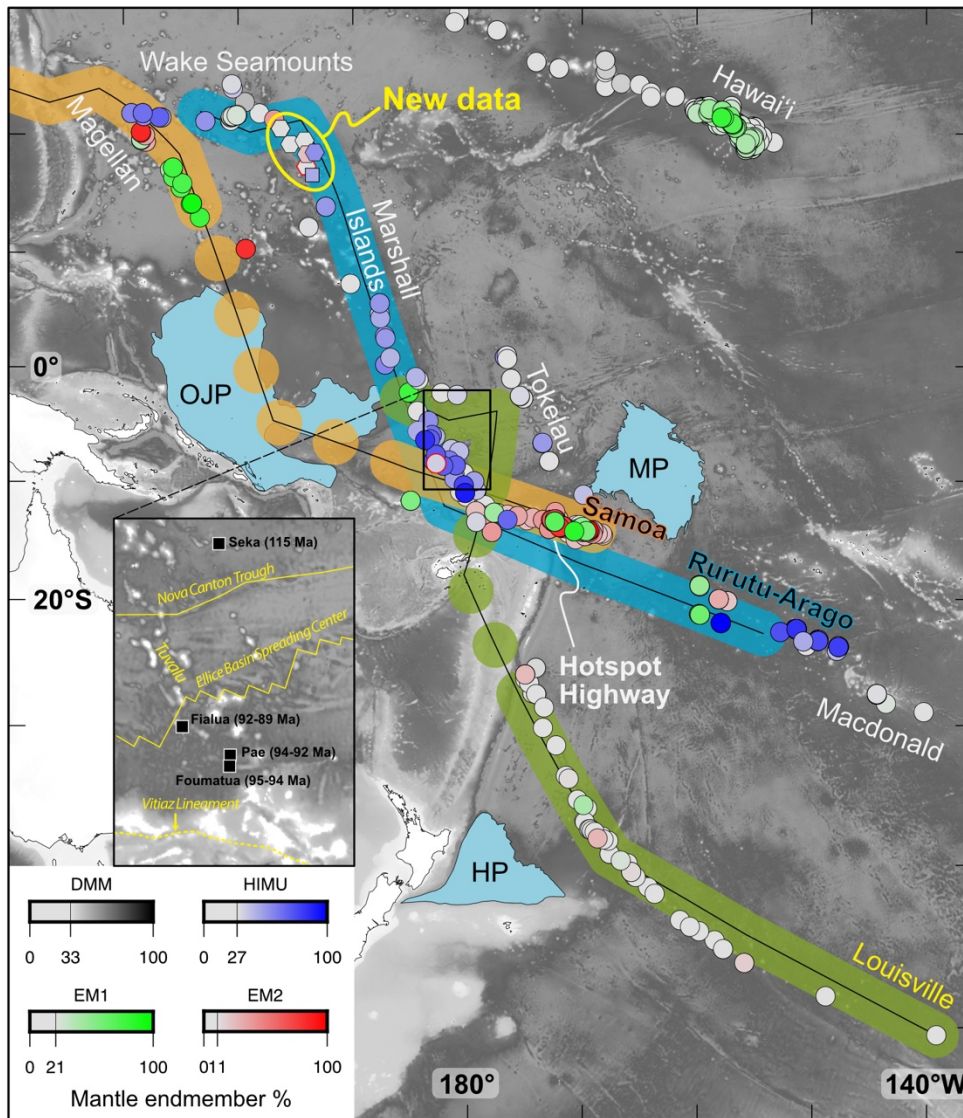 Wake Seamounts
Hawai'i
New data
Magellan
Marshall
Islands
0°
OJP
Tokelau
MP
Samoa
Rurutu-Arago
20°S
Hotspot
Highway
Macdonald
Seka (115 Ma)
Nova Canton Trough
Tuvalu
Ellice Basin Spreading Center
Fialua (92-89 Ma)
Pae (94-92 Ma)
Foumatua (95-94 Ma)
Vitiaz Lineament
HP
Louisville
DMM
HIMU
0 33 100
0 27 100
EM1
EM2
0 21 100
011 100
Mantle endmember %
180°
140°W